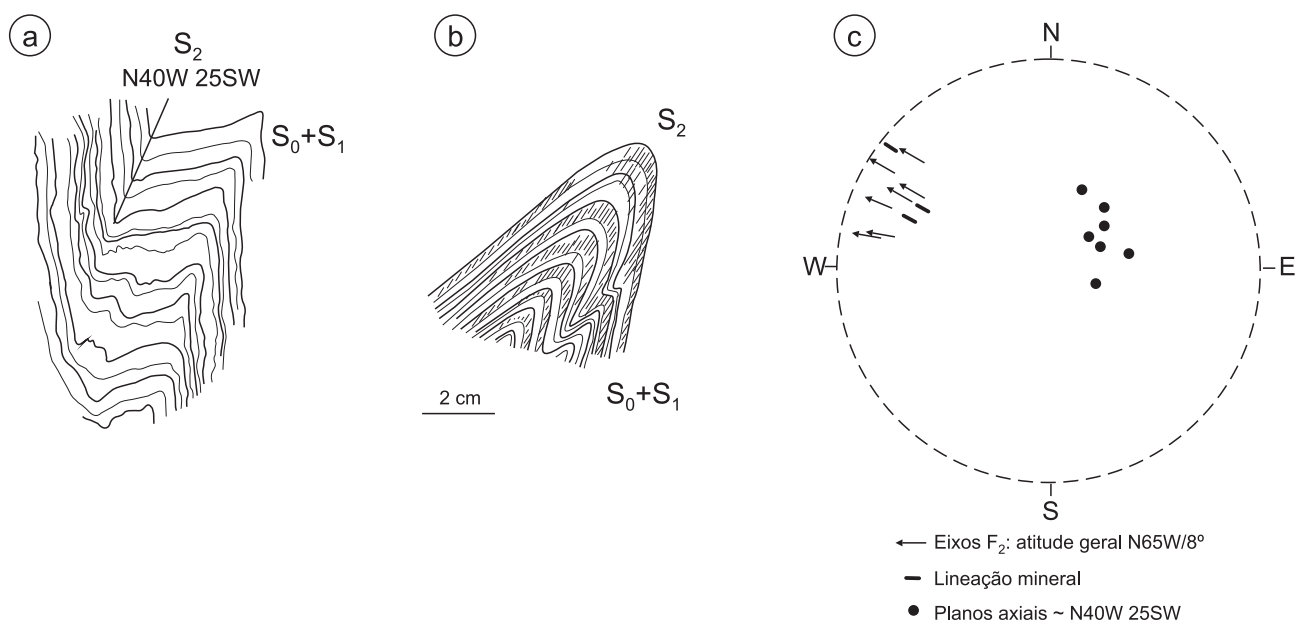 a
S₂
N40W 25SW
S₀+S₁
b
S₂
2 cm
S₀+S₁
c
N
W
E
S
Eixos F₂: atitude geral N65W/8º
Lineação mineral
Planos axiais ~ N40W 25SW